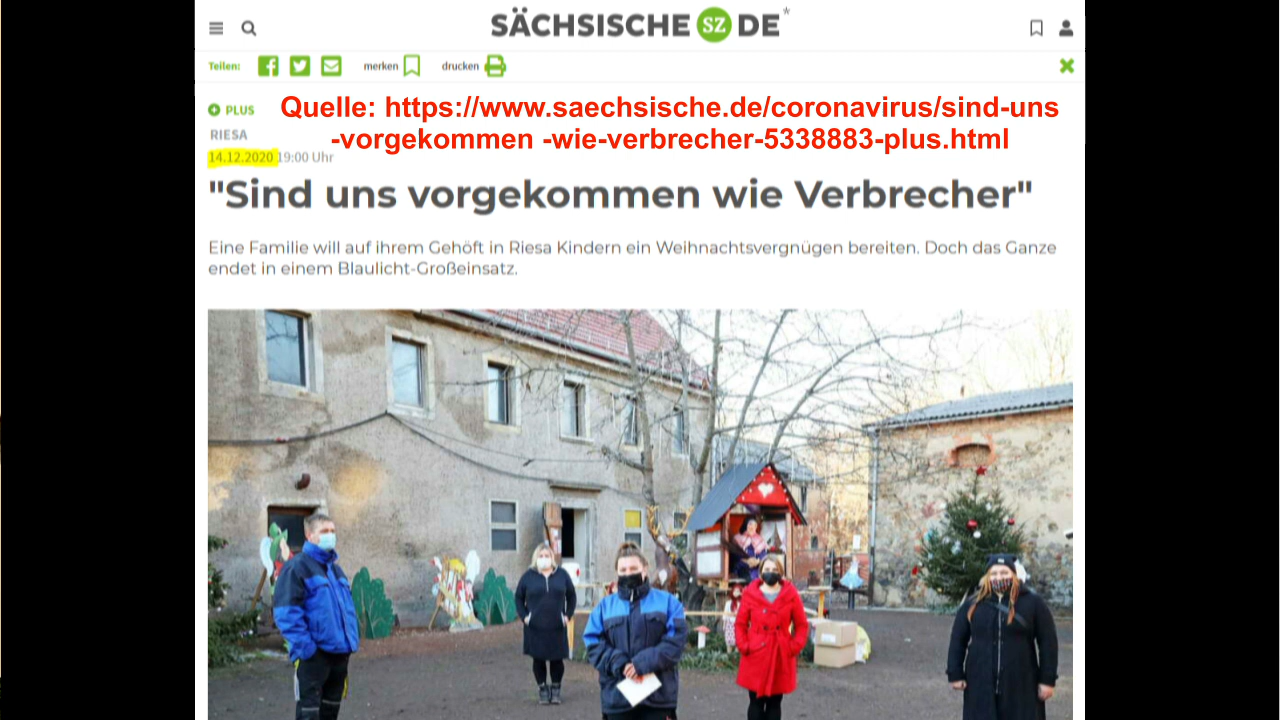 SÄCHSISCHE SZ DE*
Teilen: merken drucken
PLUS
Quelle: https://www.saechsische.de/coronavirus/sind-uns
-vorgekommen -wie-verbrecher-5338883-plus.html
RIESA
14.12.2020 19:00 Uhr
"Sind uns vorgekommen wie Verbrecher"
Eine Familie will auf ihrem Gehöft in Riesa Kindern ein Weihnachtsvergnügen bereiten. Doch das Ganze
endet in einem Blaulicht-Großeinsatz.